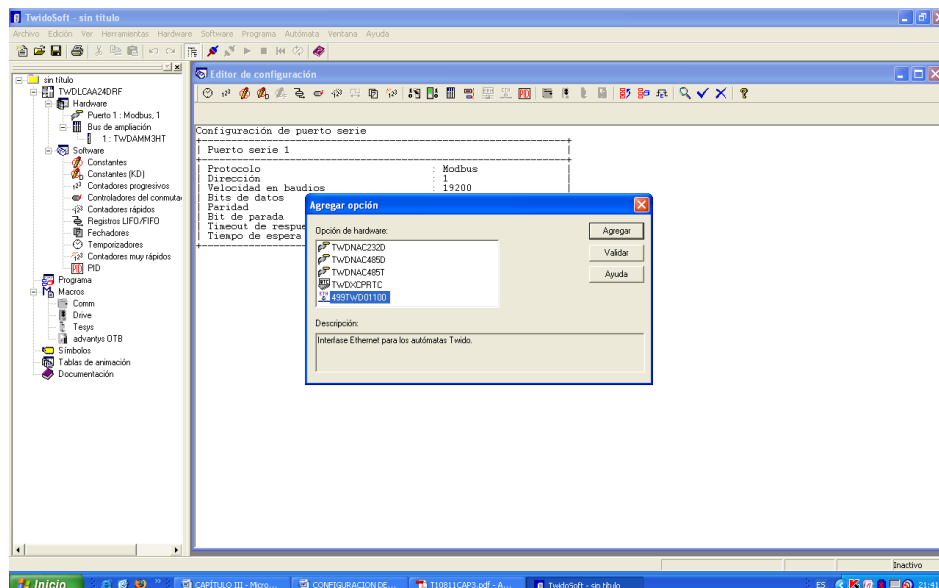 TwidoSoft - sin título
Archivo Edición Ver Herramientas Hardware Software Programa Autómata Ventana Ayuda
sin título
TWDLCAA24DRF
Hardware
Puerto 1 : Modbus, 1
Bus de ampliación
1 : TWDAMM3HT
Software
Constantes
Constantes (KD)
Contadores progresivos
Controladores del conmuta
Contadores rápidos
Registros LIFO/FIFO
Fechadores
Temporizadores
Contadores muy rápidos
PID
Programa
Macros
Comm
Drive
Tesys
advantys OTB
Símbolos
Tablas de animación
Documentación
Editor de configuración
PID
Configuración de puerto serie
Puerto serie 1
Protocolo : Modbus
Dirección : 1
Velocidad en baudios : 19200
Bits de datos
Paridad
Bit de parada
Timeout de respue
Tiempo de espera
Agregar opción
Opción de hardware:
TWDNAC232D
TWDNAC485D
TWDNAC485T
TWDXCPRTC
499TWD01100
Agregar
Validar
Ayuda
Descripción:
Interfase Ethernet para los autómatas Twido.
Inactivo
Inicio
CAPÍTULO III - Micro...
CONFIGURACION DE...
T10811CAP3.pdf - A...
TwidoSoft - sin título
ES
21:41